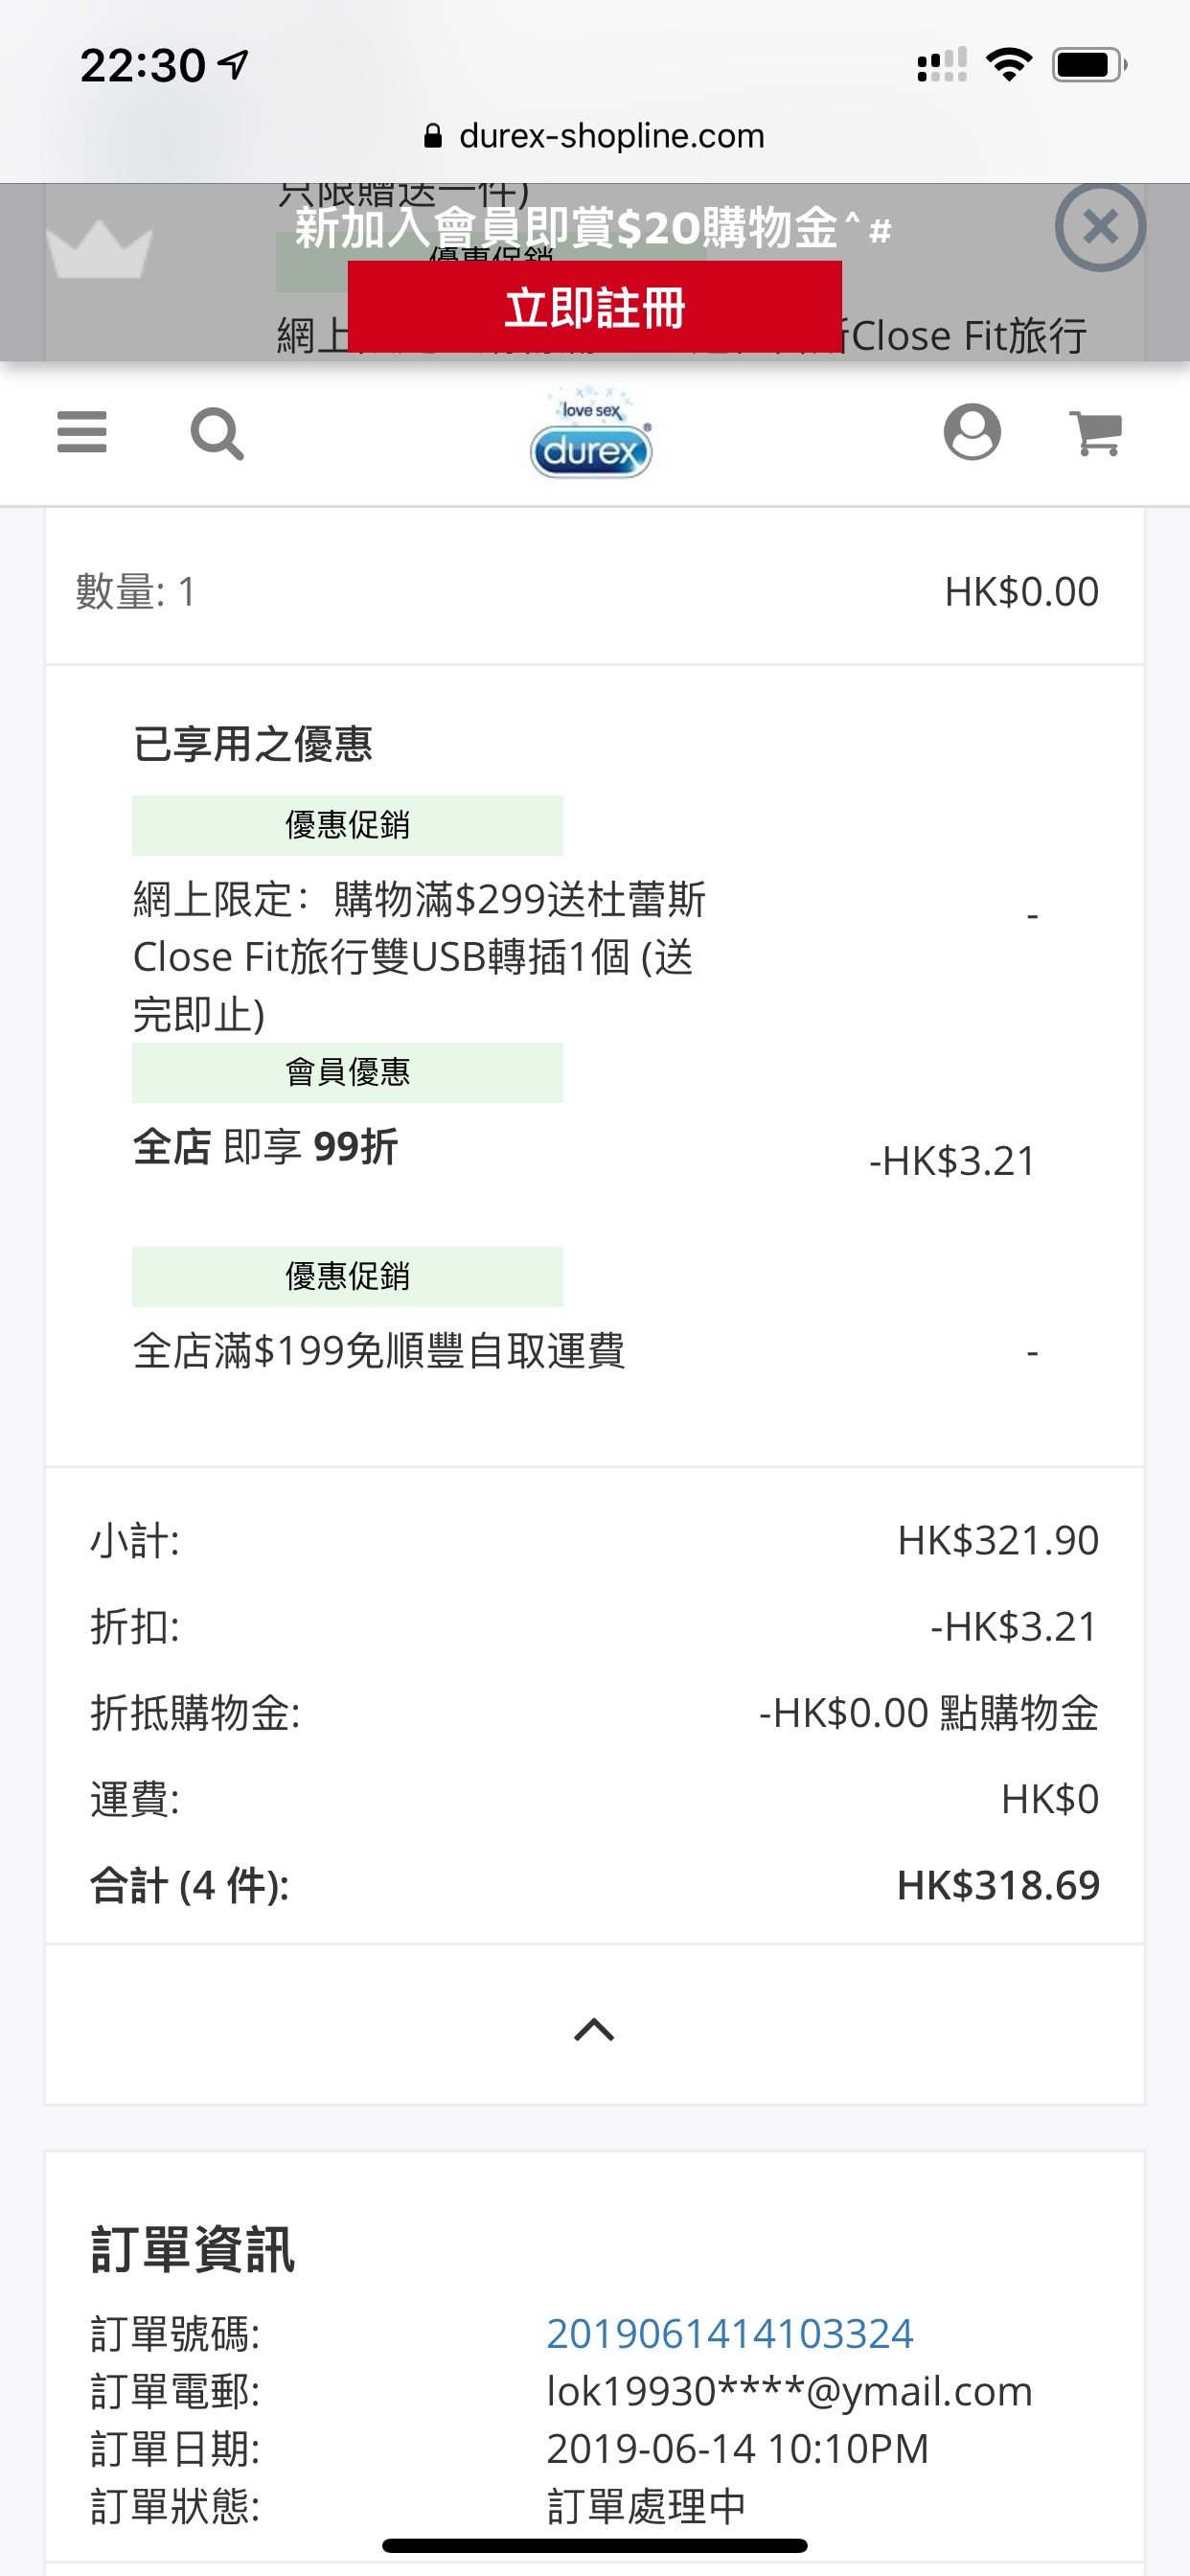 22:30
durex-shopline.com
只限贈送一件)
新加入會員即賞$20購物金^#
優惠促銷
立即註冊
網上
Close Fit旅行
love sex
durex
數量: 1
HK$0.00
已享用之優惠
優惠促銷
網上限定：購物滿$299送杜蕾斯
Close Fit旅行雙USB轉插1個 (送
完即止)
-
會員優惠
全店 即享 99折
-HK$3.21
優惠促銷
全店滿$199免順豐自取運費
-
小計:
HK$321.90
折扣:
-HK$3.21
折抵購物金:
-HK$0.00 點購物金
運費:
HK$0
合計 (4 件):
HK$318.69
訂單資訊
訂單號碼:
2019061414103324
訂單電郵:
lok19930****@ymail.com
訂單日期:
2019-06-14 10:10PM
訂單狀態:
訂單處理中